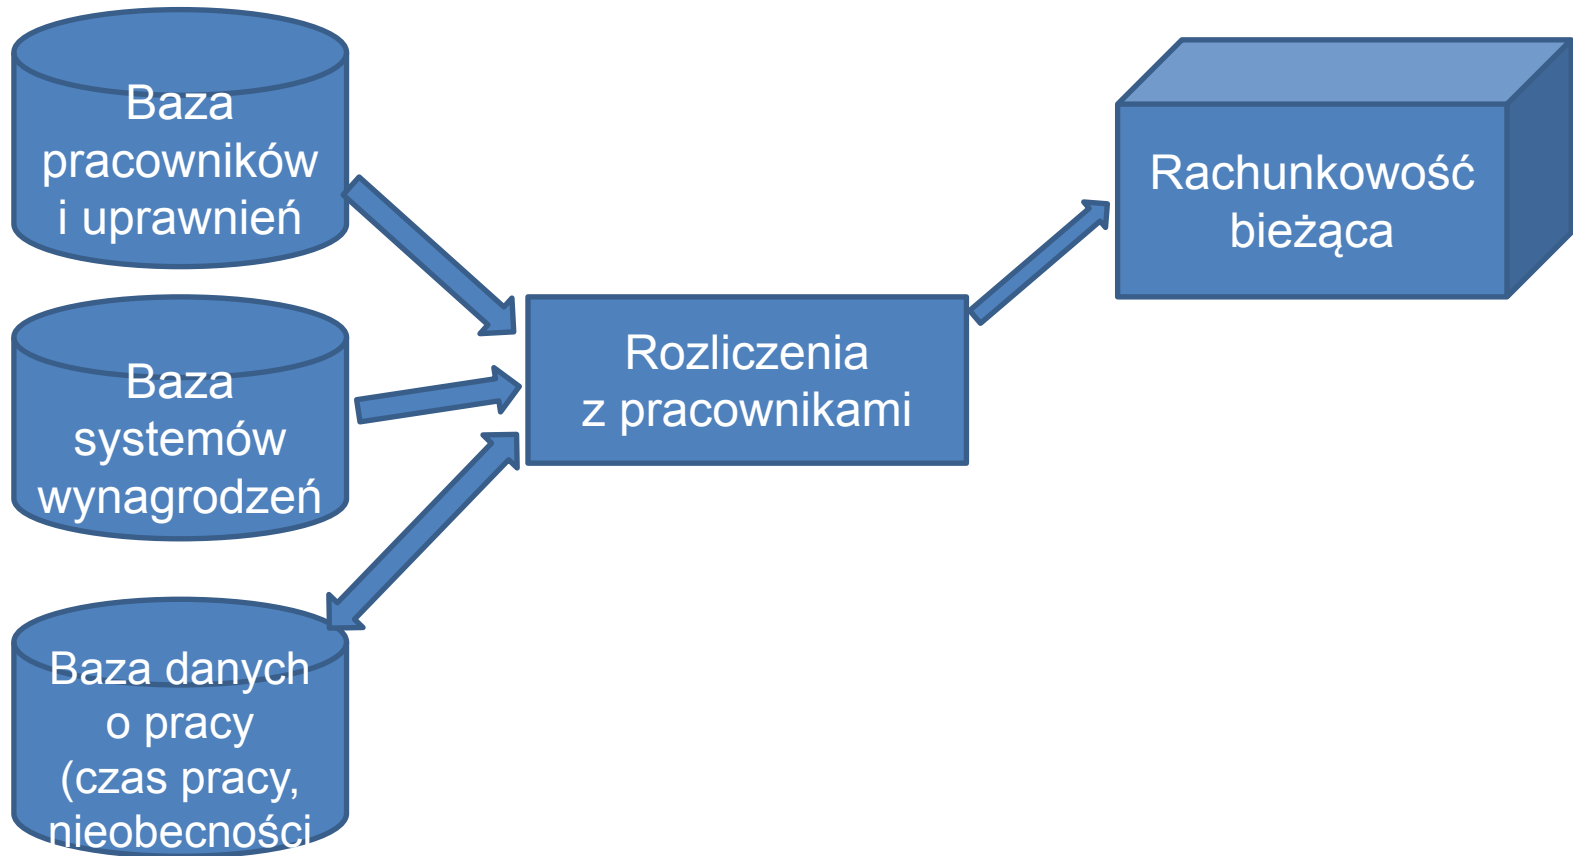 Baza
pracowników
i uprawnień
Baza
systemów
wynagrodzeń
Baza danych
o pracy
(czas pracy,
nieobecności
Rozliczenia
z pracownikami
Rachunkowość
bieżąca